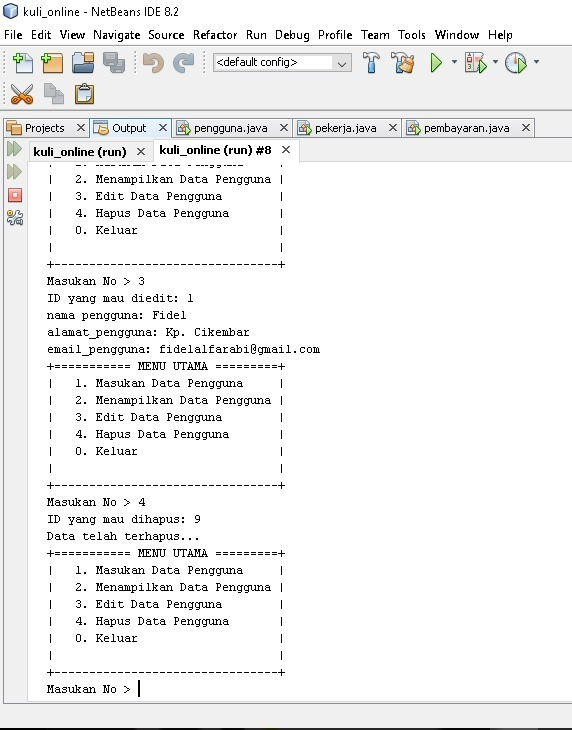 kuli_online - NetBeans IDE 8.2
File Edit View Navigate Source Refactor Run Debug Profile Team Tools Window Help
<default config>
Projects Output pengguna.java pekerja.java pembayaran.java
kuli_online (run) kuli_online (run) #8
| 2. Menampilkan Data Pengguna |
| 3. Edit Data Pengguna |
| 4. Hapus Data Pengguna |
| 0. Keluar |
| |
+--------------------------------+
Masukan No > 3
ID yang mau diedit: 1
nama pengguna: Fidel
alamat_pengguna: Kp. Cikembar
email_pengguna: fidelalfarabi@gmail.com
+=========== MENU UTAMA =========+
| 1. Masukan Data Pengguna |
| 2. Menampilkan Data Pengguna |
| 3. Edit Data Pengguna |
| 4. Hapus Data Pengguna |
| 0. Keluar |
| |
+--------------------------------+
Masukan No > 4
ID yang mau dihapus: 9
Data telah terhapus...
+=========== MENU UTAMA =========+
| 1. Masukan Data Pengguna |
| 2. Menampilkan Data Pengguna |
| 3. Edit Data Pengguna |
| 4. Hapus Data Pengguna |
| 0. Keluar |
| |
+--------------------------------+
Masukan No >